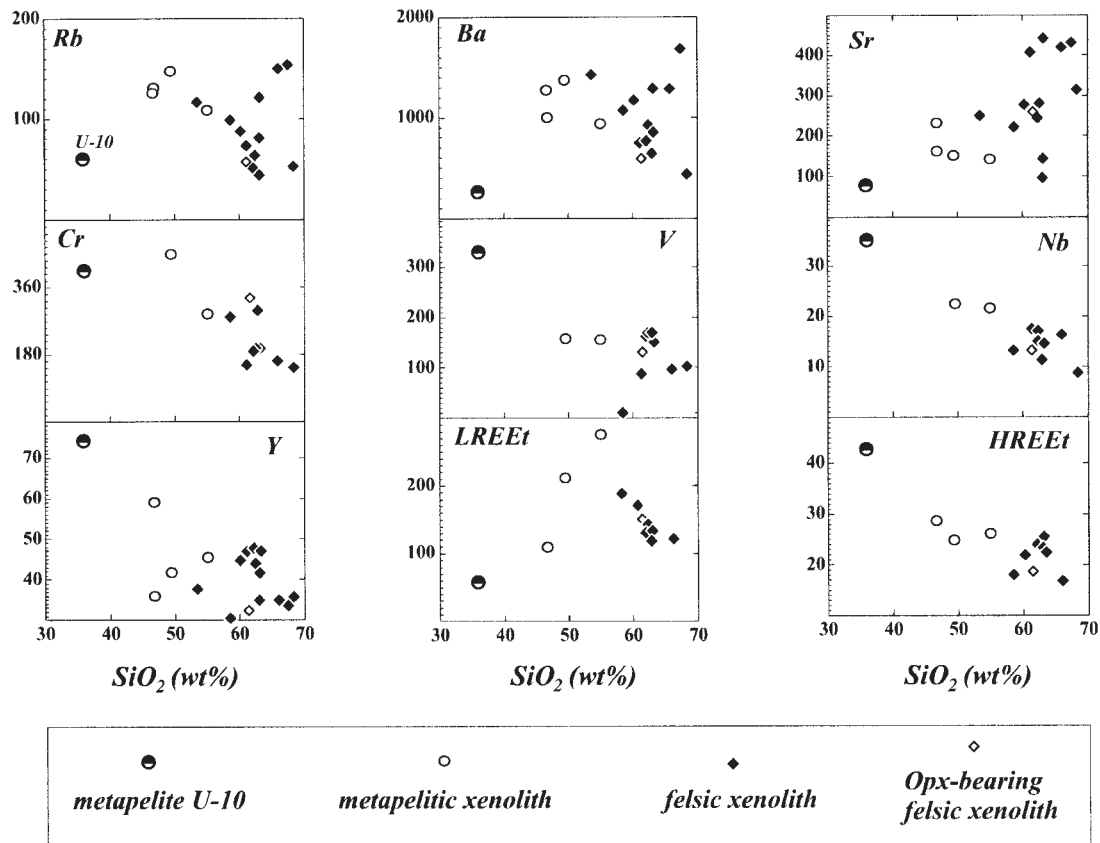 200
Rb
100
U-10
2000
Ba
1000
Sr
400
300
200
100
Cr
360
180
V
300
200
100
Nb
30
20
10
Y
70
60
50
40
30 40 50 60 70
LREEt
200
100
30 40 50 60 70
HREEt
40
30
20
30 40 50 60 70
SiO₂ (wt%)
SiO₂ (wt%)
SiO₂ (wt%)
metapelite U-10
metapelitic xenolith
felsic xenolith
Opx-bearing
felsic xenolith